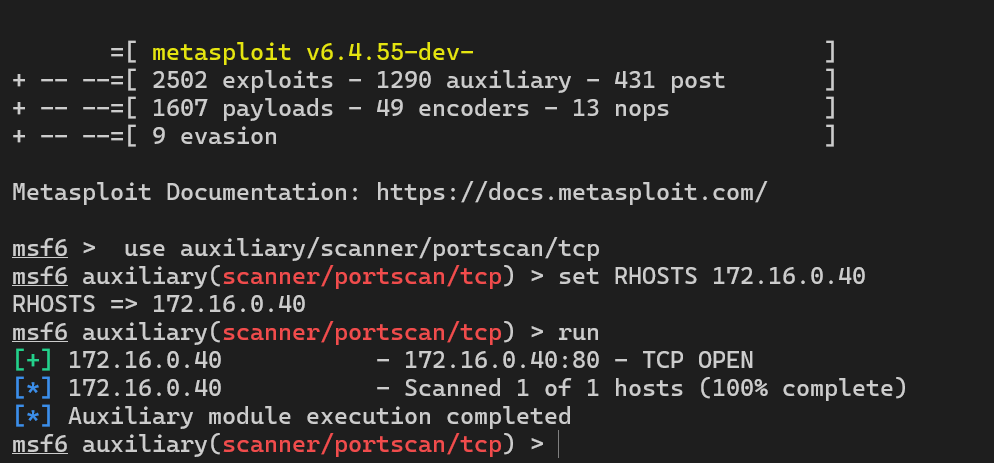 =[ metasploit v6.4.55-dev- ]
+ -- --=[ 2502 exploits - 1290 auxiliary - 431 post ]
+ -- --=[ 1607 payloads - 49 encoders - 13 nops ]
+ -- --=[ 9 evasion ]
Metasploit Documentation: https://docs.metasploit.com/
msf6 > use auxiliary/scanner/portscan/tcp
msf6 auxiliary(scanner/portscan/tcp) > set RHOSTS 172.16.0.40
RHOSTS => 172.16.0.40
msf6 auxiliary(scanner/portscan/tcp) > run
[+] 172.16.0.40 - 172.16.0.40:80 - TCP OPEN
[*] 172.16.0.40 - Scanned 1 of 1 hosts (100% complete)
[*] Auxiliary module execution completed
msf6 auxiliary(scanner/portscan/tcp) >